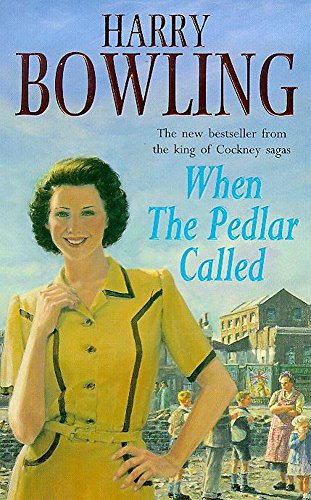 HARRY
BOWLING
The new bestseller from
the king of Cockney sagas
When
The Pedlar
Called